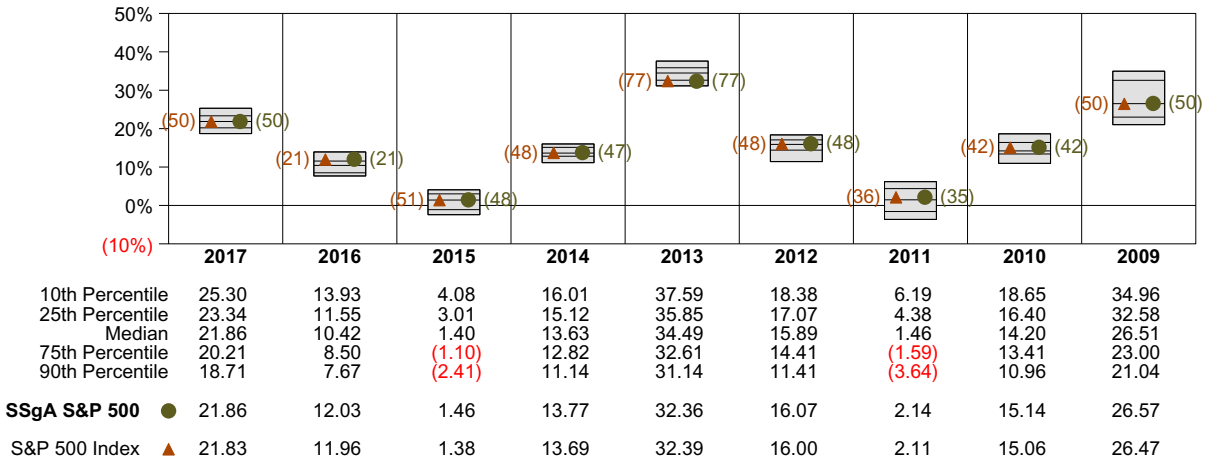 50%
40%
30%
20%
10%
0%
(10%)
(50) (50)
(21) (21)
(51) (48)
(48) (47)
(77) (77)
(48) (48)
(36) (35)
(42) (42)
(50) (50)
2017 2016 2015 2014 2013 2012 2011 2010 2009
10th Percentile 25.30 13.93 4.08 16.01 37.59 18.38 6.19 18.65 34.96
25th Percentile 23.34 11.55 3.01 15.12 35.85 17.07 4.38 16.40 32.58
Median 21.86 10.42 1.40 13.63 34.49 15.89 1.46 14.20 26.51
75th Percentile 20.21 8.50 (1.10) 12.82 32.61 14.41 (1.59) 13.41 23.00
90th Percentile 18.71 7.67 (2.41) 11.14 31.14 11.41 (3.64) 10.96 21.04
SSgA S&P 500 21.86 12.03 1.46 13.77 32.36 16.07 2.14 15.14 26.57
S&P 500 Index 21.83 11.96 1.38 13.69 32.39 16.00 2.11 15.06 26.47